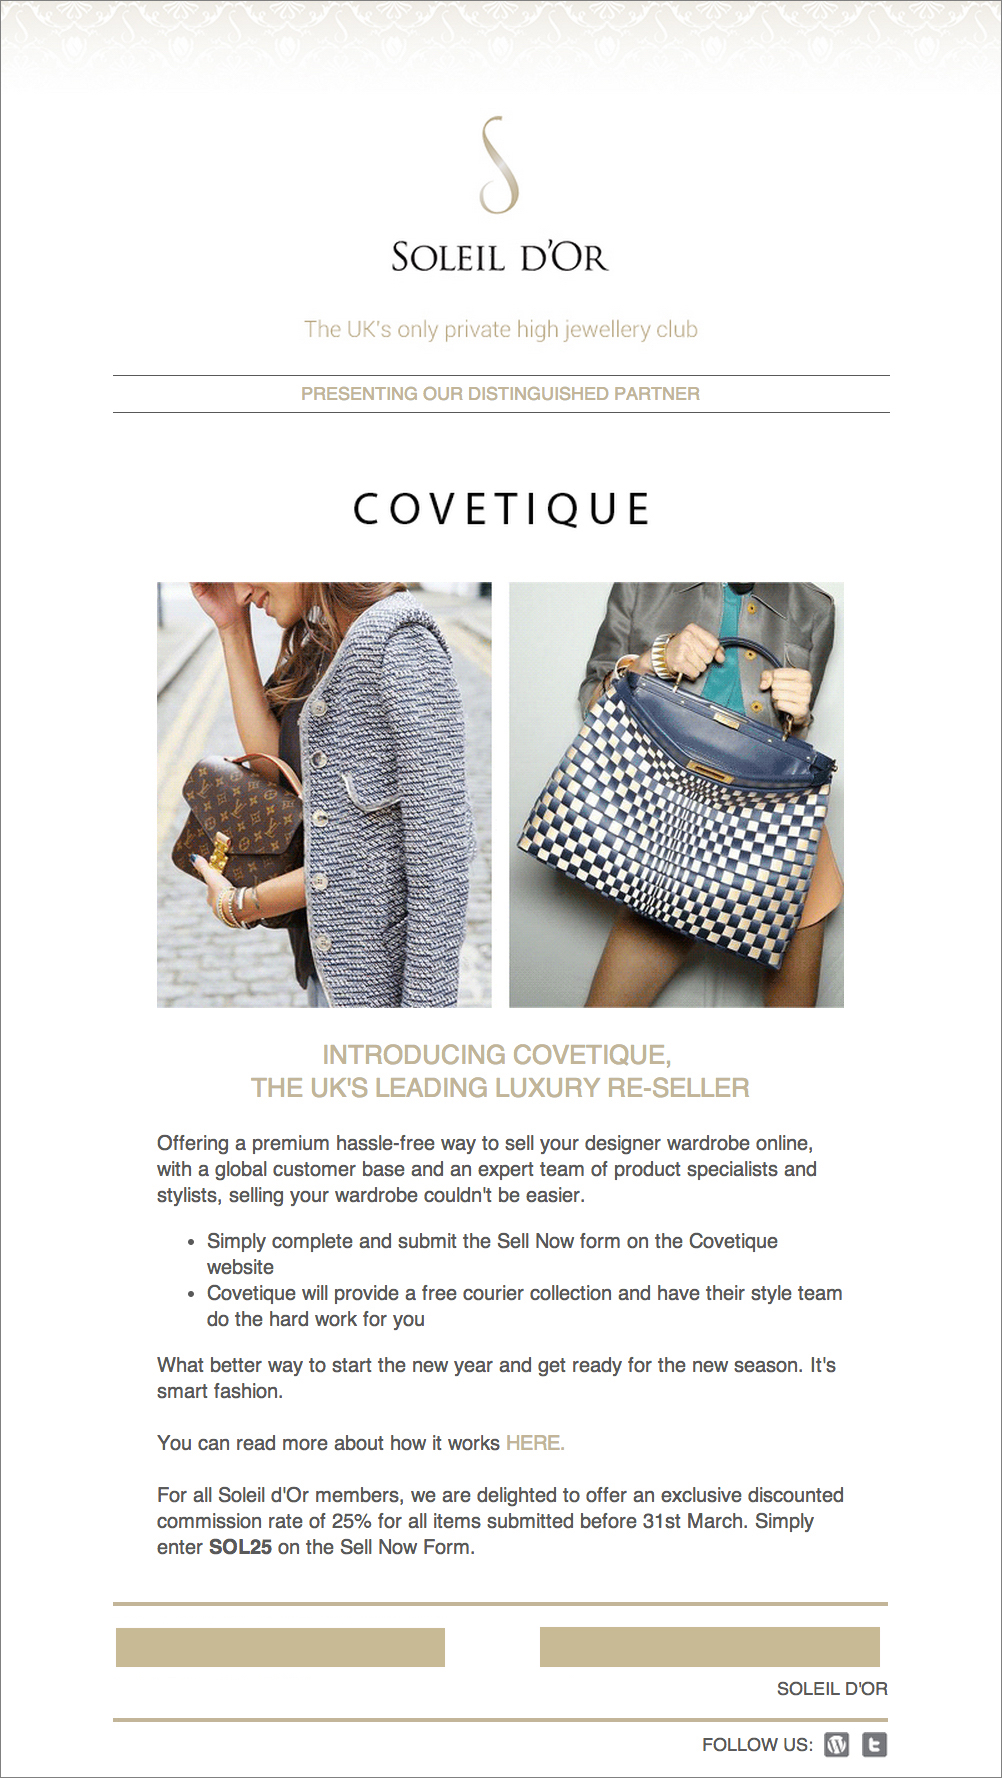 SOLEIL D'OR
The UK's only private high jewellery club
PRESENTING OUR DISTINGUISHED PARTNER
COVETIQUE
INTRODUCING COVETIQUE,
THE UK'S LEADING LUXURY RE-SELLER
Offering a premium hassle-free way to sell your designer wardrobe online,
with a global customer base and an expert team of product specialists and
stylists, selling your wardrobe couldn't be easier.
• Simply complete and submit the Sell Now form on the Covetique
website
• Covetique will provide a free courier collection and have their style team
do the hard work for you
What better way to start the new year and get ready for the new season. It's
smart fashion.
You can read more about how it works HERE.
For all Soleil d'Or members, we are delighted to offer an exclusive discounted
commission rate of 25% for all items submitted before 31st March. Simply
enter SOL25 on the Sell Now Form.
SOLEIL D'OR
FOLLOW US: